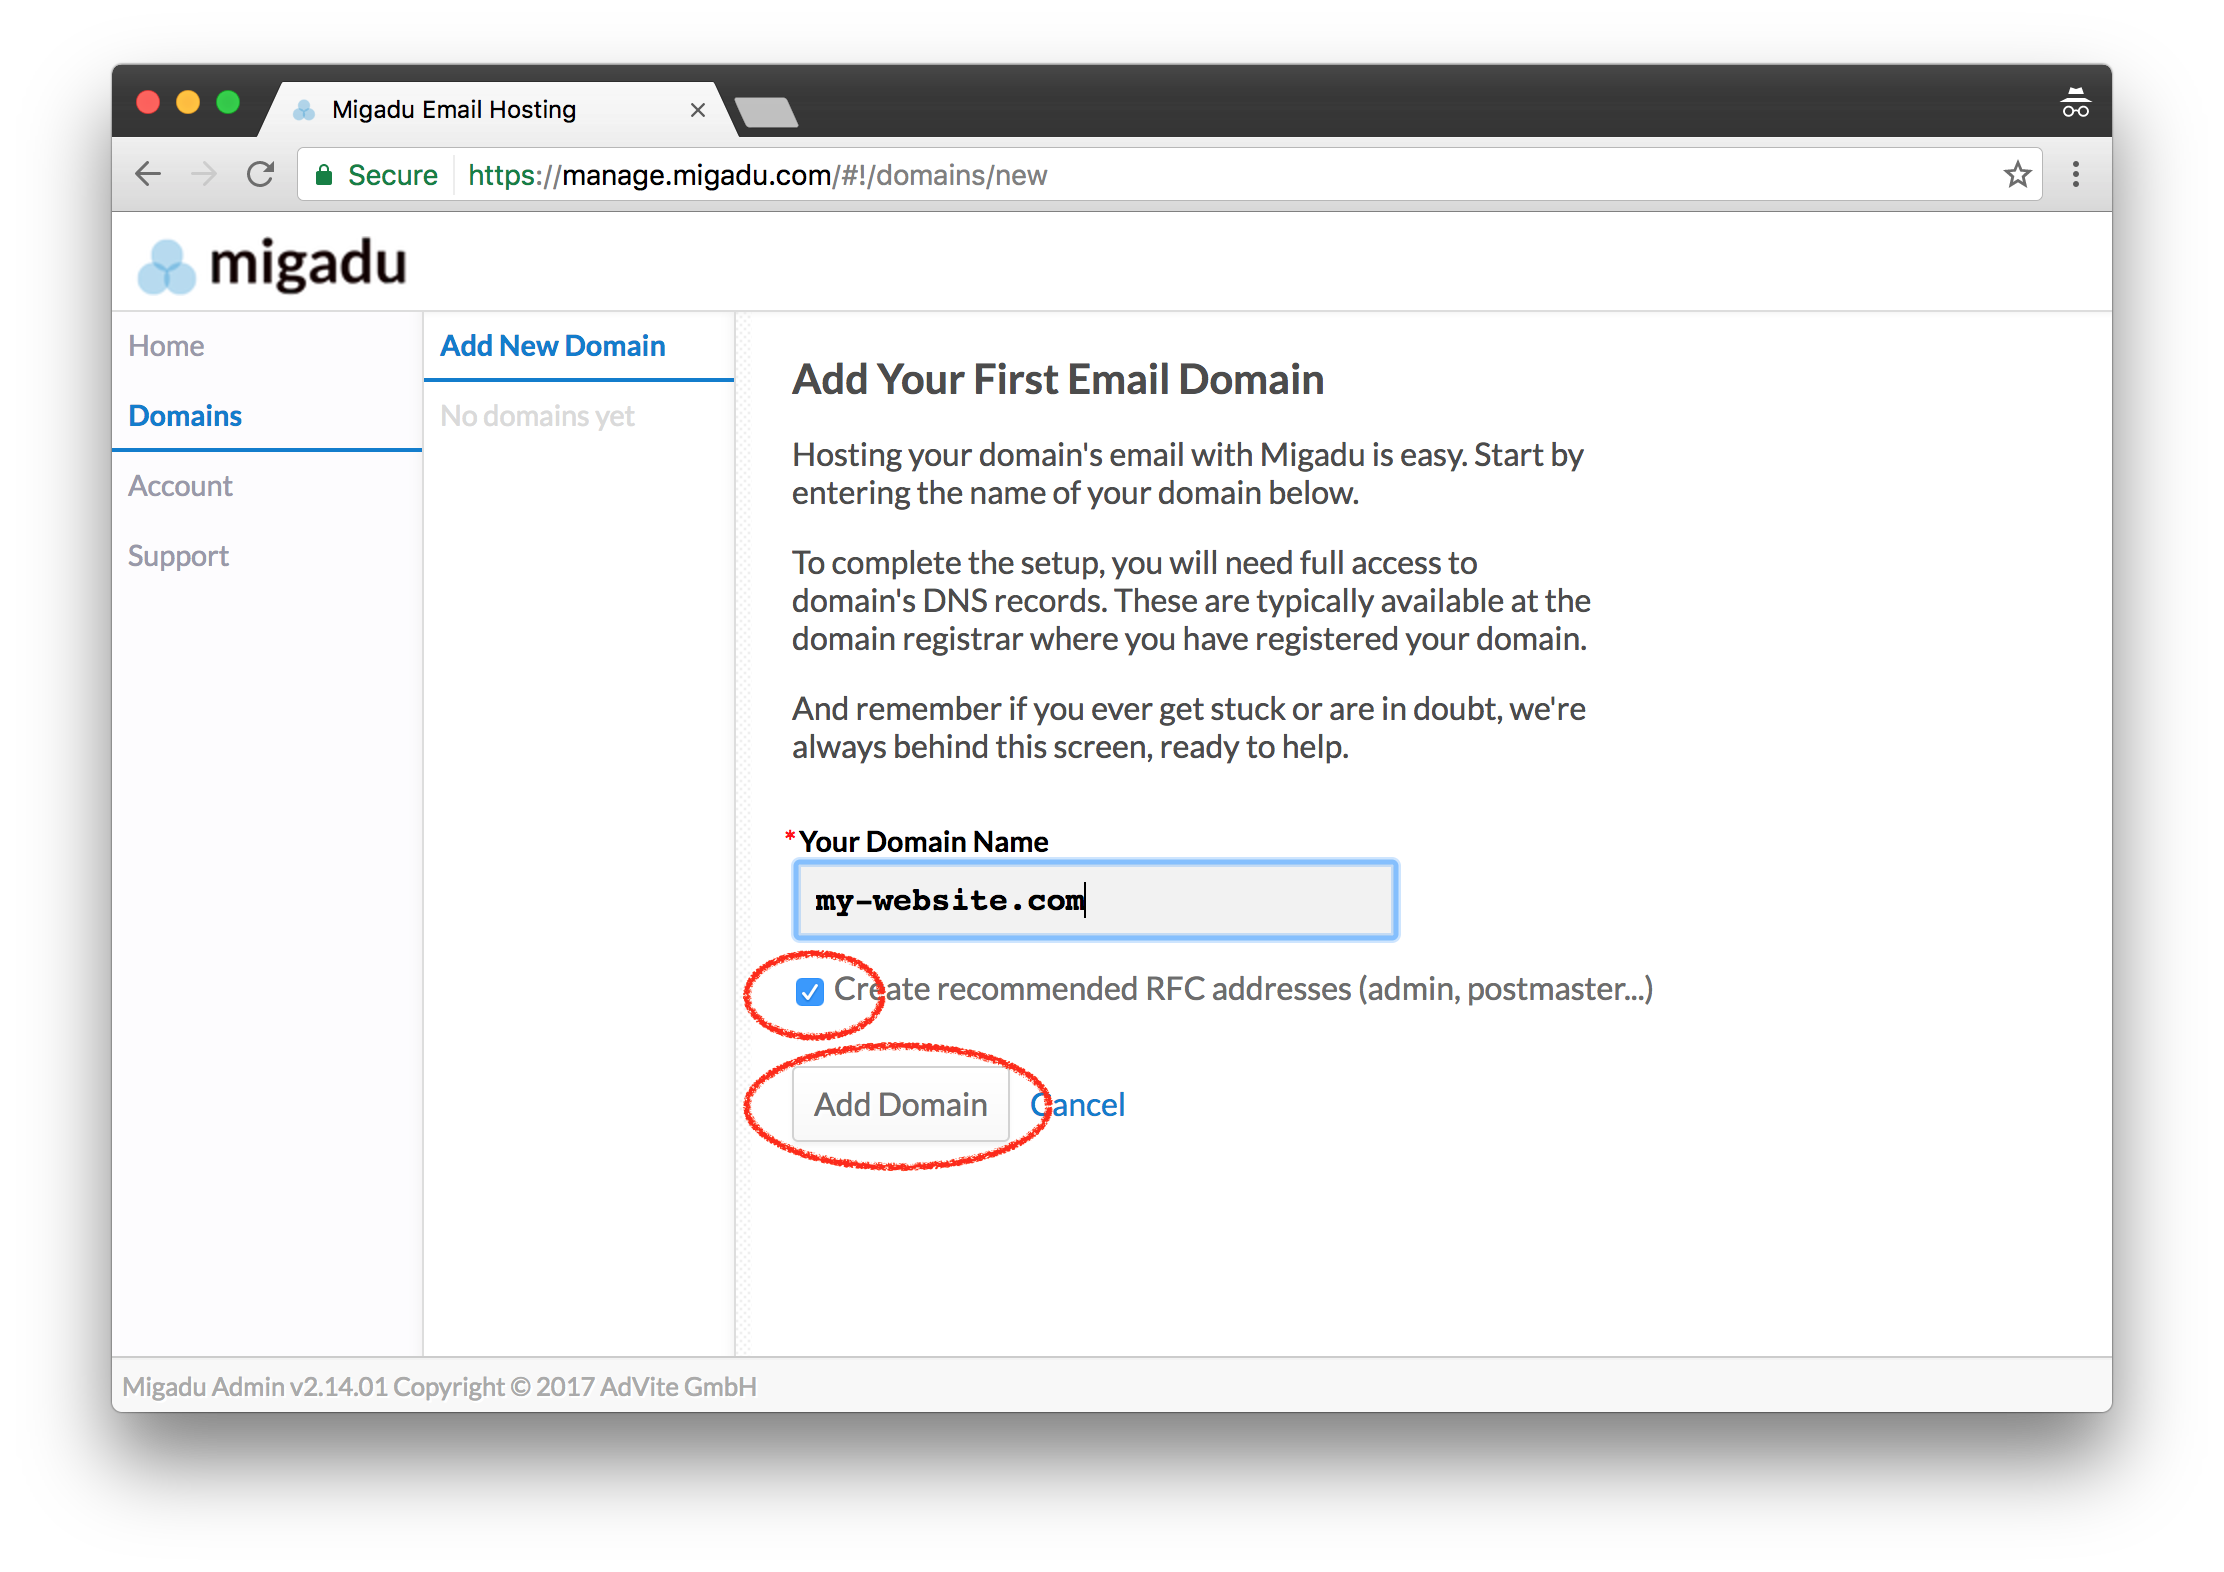 Migadu Email Hosting
Secure https://manage.migadu.com/#!/domains/new
migadu
Home
Domains
Account
Support
Add New Domain
No domains yet
Add Your First Email Domain
Hosting your domain's email with Migadu is easy. Start by
entering the name of your domain below.
To complete the setup, you will need full access to
domain's DNS records. These are typically available at the
domain registrar where you have registered your domain.
And remember if you ever get stuck or are in doubt, we're
always behind this screen, ready to help.
*Your Domain Name
my-website.com
Create recommended RFC addresses (admin, postmaster...)
Add Domain Cancel
Migadu Admin v2.14.01 Copyright © 2017 AdVite GmbH